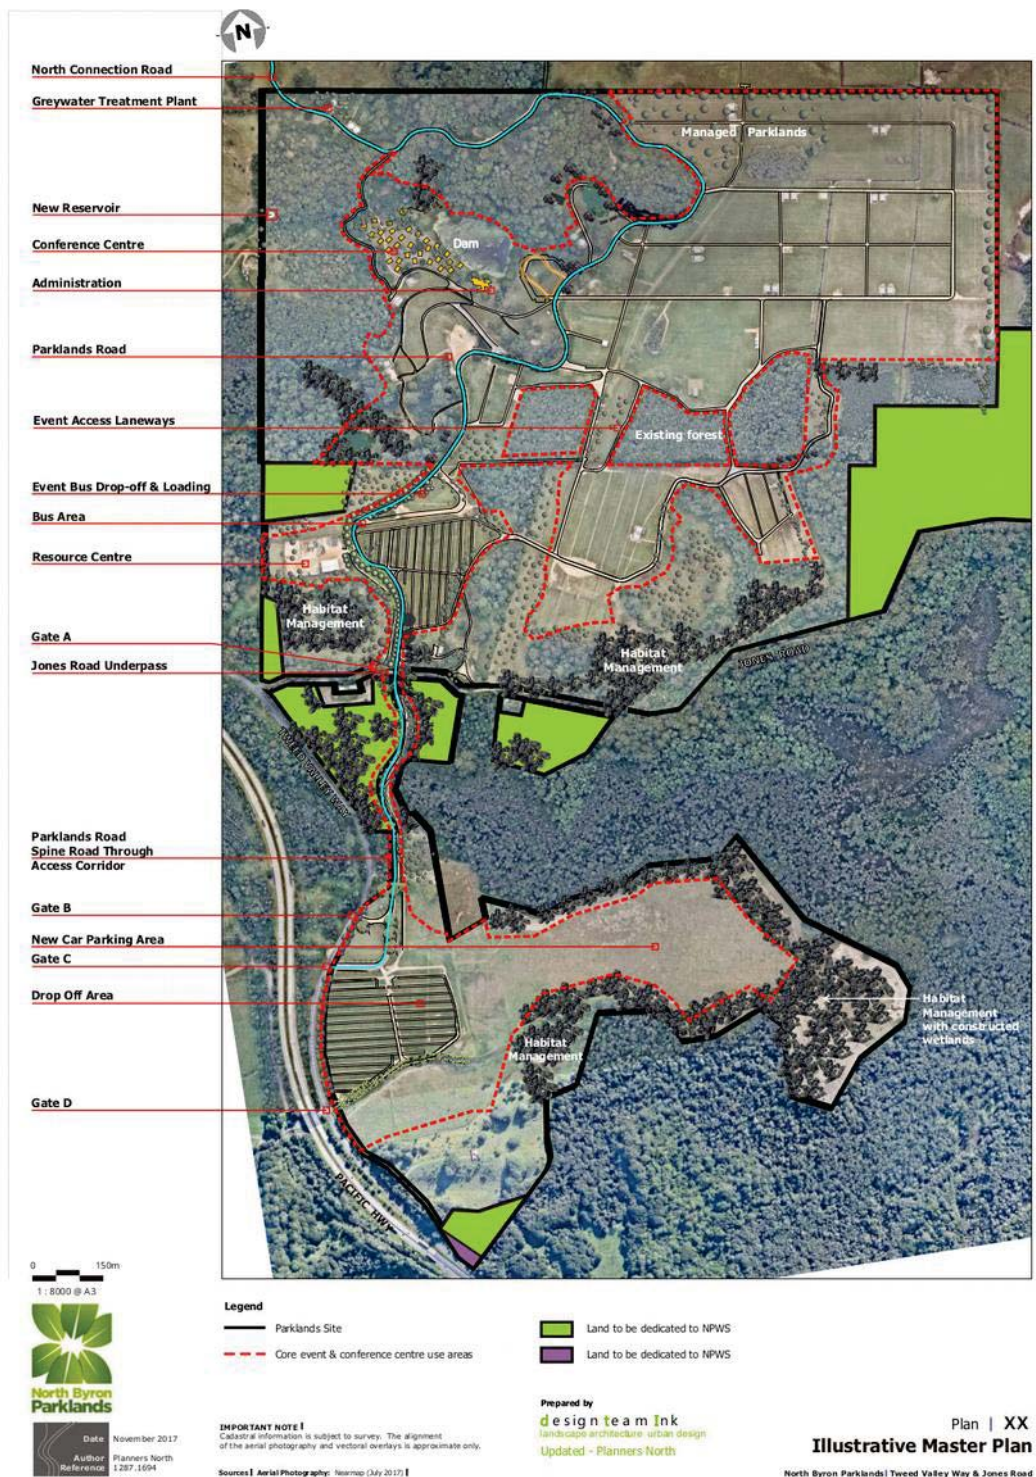 N
North Connection Road
Greywater Treatment Plant
Managed Parklands
New Reservoir
Conference Centre
Dam
Administration
Parklands Road
Event Access Laneways
Existing forest
Event Bus Drop-off & Loading
Bus Area
Resource Centre
Habitat
Management
Gate A
Habitat
Management
JONES ROAD
Jones Road Underpass
TWEED VALLEY WAY
Parklands Road
Spine Road Through
Access Corridor
Gate B
New Car Parking Area
Gate C
Drop Off Area
Habitat
Management
with constructed
wetlands
Habitat
Management
Gate D
PACIFIC HWY
0 150m
1 : 8000 @ A3
North Byron
Parklands
Legend
Parklands Site
Core event & conference centre use areas
Land to be dedicated to NPWS
Land to be dedicated to NPWS
Date November 2017
Author Planners North
Reference 1287.1694
IMPORTANT NOTE
Cadastral information is subject to survey. The alignment
of the aerial photography and vectoral overlays is approximate only.
Sources Aerial Photography: Nearmap (July 2017)
Prepared by
design team Ink
landscape architecture urban design
Updated - Planners North
Plan | XX
Illustrative Master Plan
North Byron Parklands| Tweed Valley Way & Jones Road